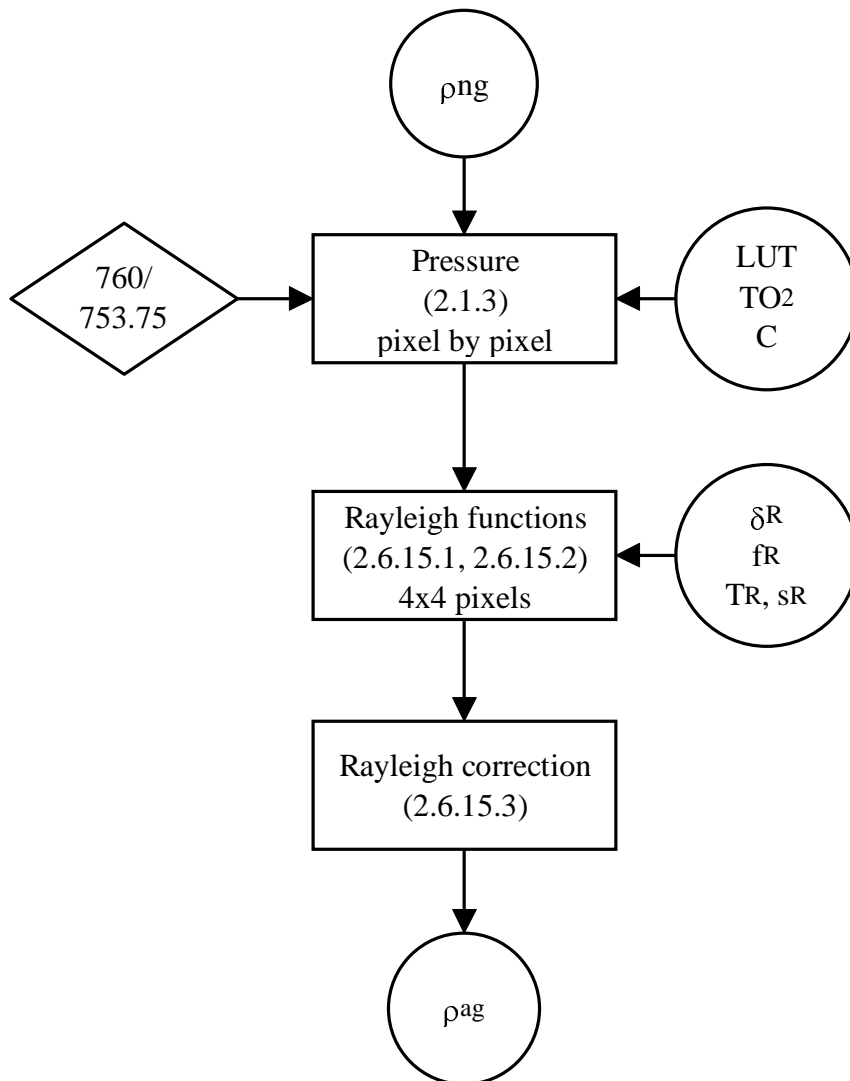 ρng
760/
753.75
Pressure
(2.1.3)
pixel by pixel
LUT
TO2
C
Rayleigh functions
(2.6.15.1, 2.6.15.2)
4x4 pixels
δR
fR
TR, sR
Rayleigh correction
(2.6.15.3)
ρag